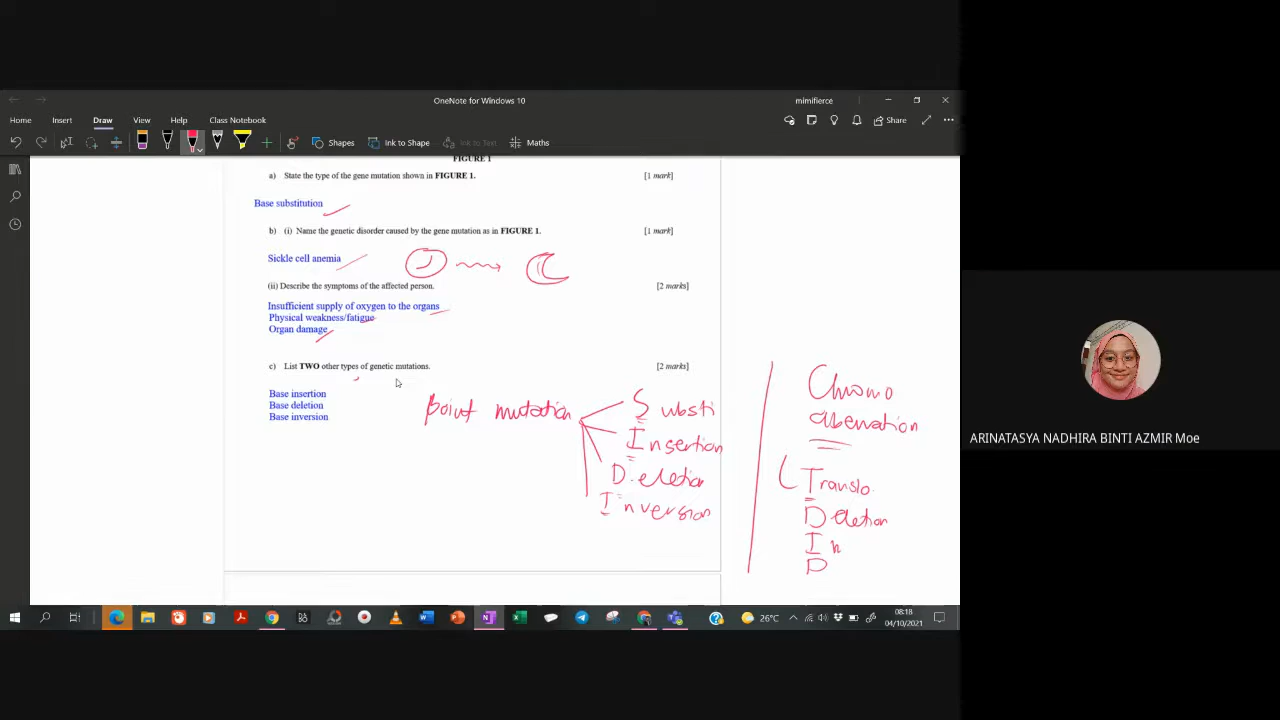 OneNote for Windows 10
mimifierce
Home Insert Draw View Help Class Notebook
Share
Shapes Ink to Shape Ink to Text Maths
FIGURE 1
a) State the type of the gene mutation shown in FIGURE 1. [1 mark]
Base substitution
b) (i) Name the genetic disorder caused by the gene mutation as in FIGURE 1. [1 mark]
Sickle cell anemia
(ii) Describe the symptoms of the affected person. [2 marks]
Insufficient supply of oxygen to the organs
Physical weakness/fatigue
Organ damage
c) List TWO other types of genetic mutations. [2 marks]
Base insertion
Base deletion
Base inversion
Point mutation
Substi
Insertion
Deletion
Inversion
Chromo
aberration
Translo
Deletion
In
D
ARINATASYA NADHIRA BINTI AZMIR Moe
26°C
08:18
04/10/2021